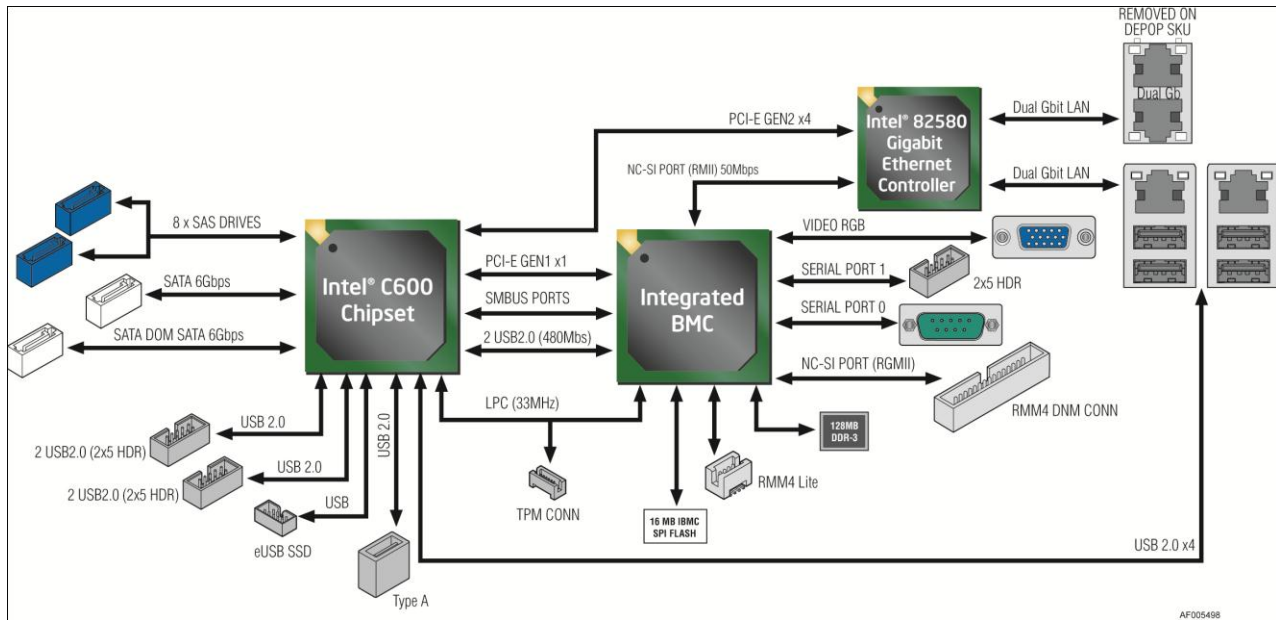 REMOVED ON
DEPOP SKU
Dual Gb
PCI-E GEN2 x4
Intel® 82580
Gigabit
Ethernet
Controller
Dual Gbit LAN
NC-SI PORT (RMII) 50Mbps
Dual Gbit LAN
8 x SAS DRIVES
VIDEO RGB
Intel® C600
Chipset
PCI-E GEN1 x1
Integrated
BMC
SERIAL PORT 1
2x5 HDR
SATA 6Gbps
SMBUS PORTS
SERIAL PORT 0
SATA DOM SATA 6Gbps
2 USB2.0 (480Mbs)
NC-SI PORT (RGMII)
RMM4 DNM CONN
LPC (33MHz)
USB 2.0
2 USB2.0 (2x5 HDR)
USB 2.0
128MB
DDR-3
USB 2.0
2 USB2.0 (2x5 HDR)
RMM4 Lite
USB
TPM CONN
eUSB SSD
16 MB IBMC
SPI FLASH
USB 2.0 x4
Type A
AF005498